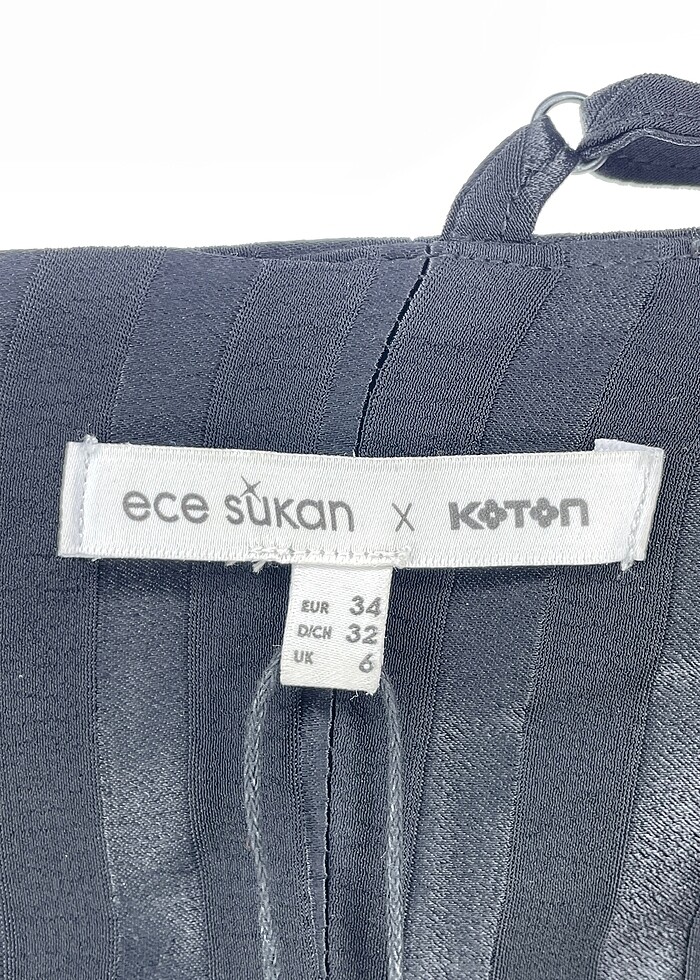 ece sukan x KOTON
EUR 34
D/CH 32
UK 6